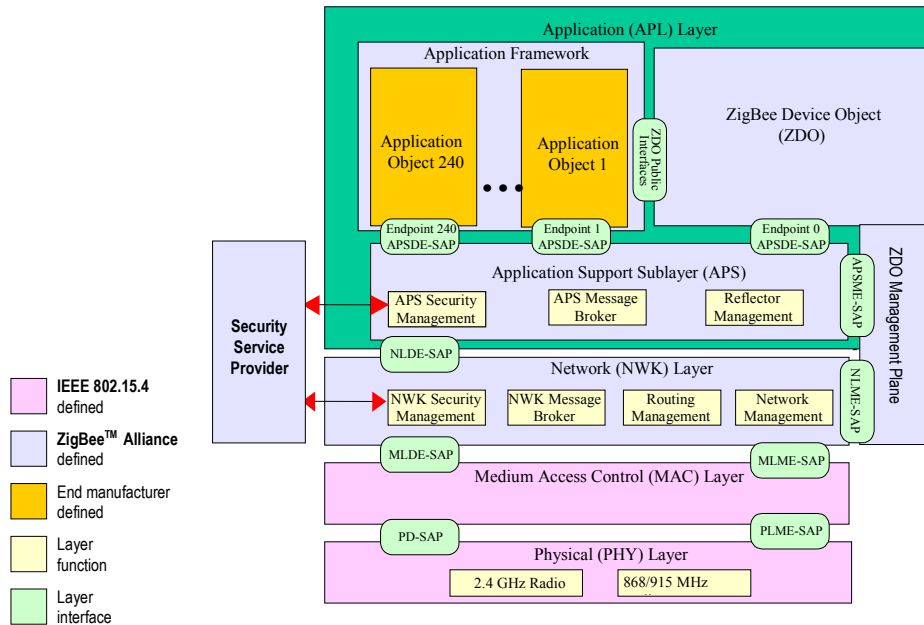 Application (APL) Layer
Application Framework
Application
Object 240
Application
Object 1
ZDO Public
Interfaces
ZigBee Device Object
(ZDO)
Endpoint 240
APSDE-SAP
Endpoint 1
APSDE-SAP
Endpoint 0
APSDE-SAP
Application Support Sublayer (APS)
APS Security
Management
APS Message
Broker
Reflector
Management
APSME-SAP
ZDO Management Plane
Security
Service
Provider
NLDE-SAP
Network (NWK) Layer
NWK Security
Management
NWK Message
Broker
Routing
Management
Network
Management
NLME-SAP
MLDE-SAP
MLME-SAP
Medium Access Control (MAC) Layer
PD-SAP
PLME-SAP
Physical (PHY) Layer
2.4 GHz Radio
868/915 MHz
IEEE 802.15.4
defined
ZigBee™ Alliance
defined
End manufacturer
defined
Layer
function
Layer
interface